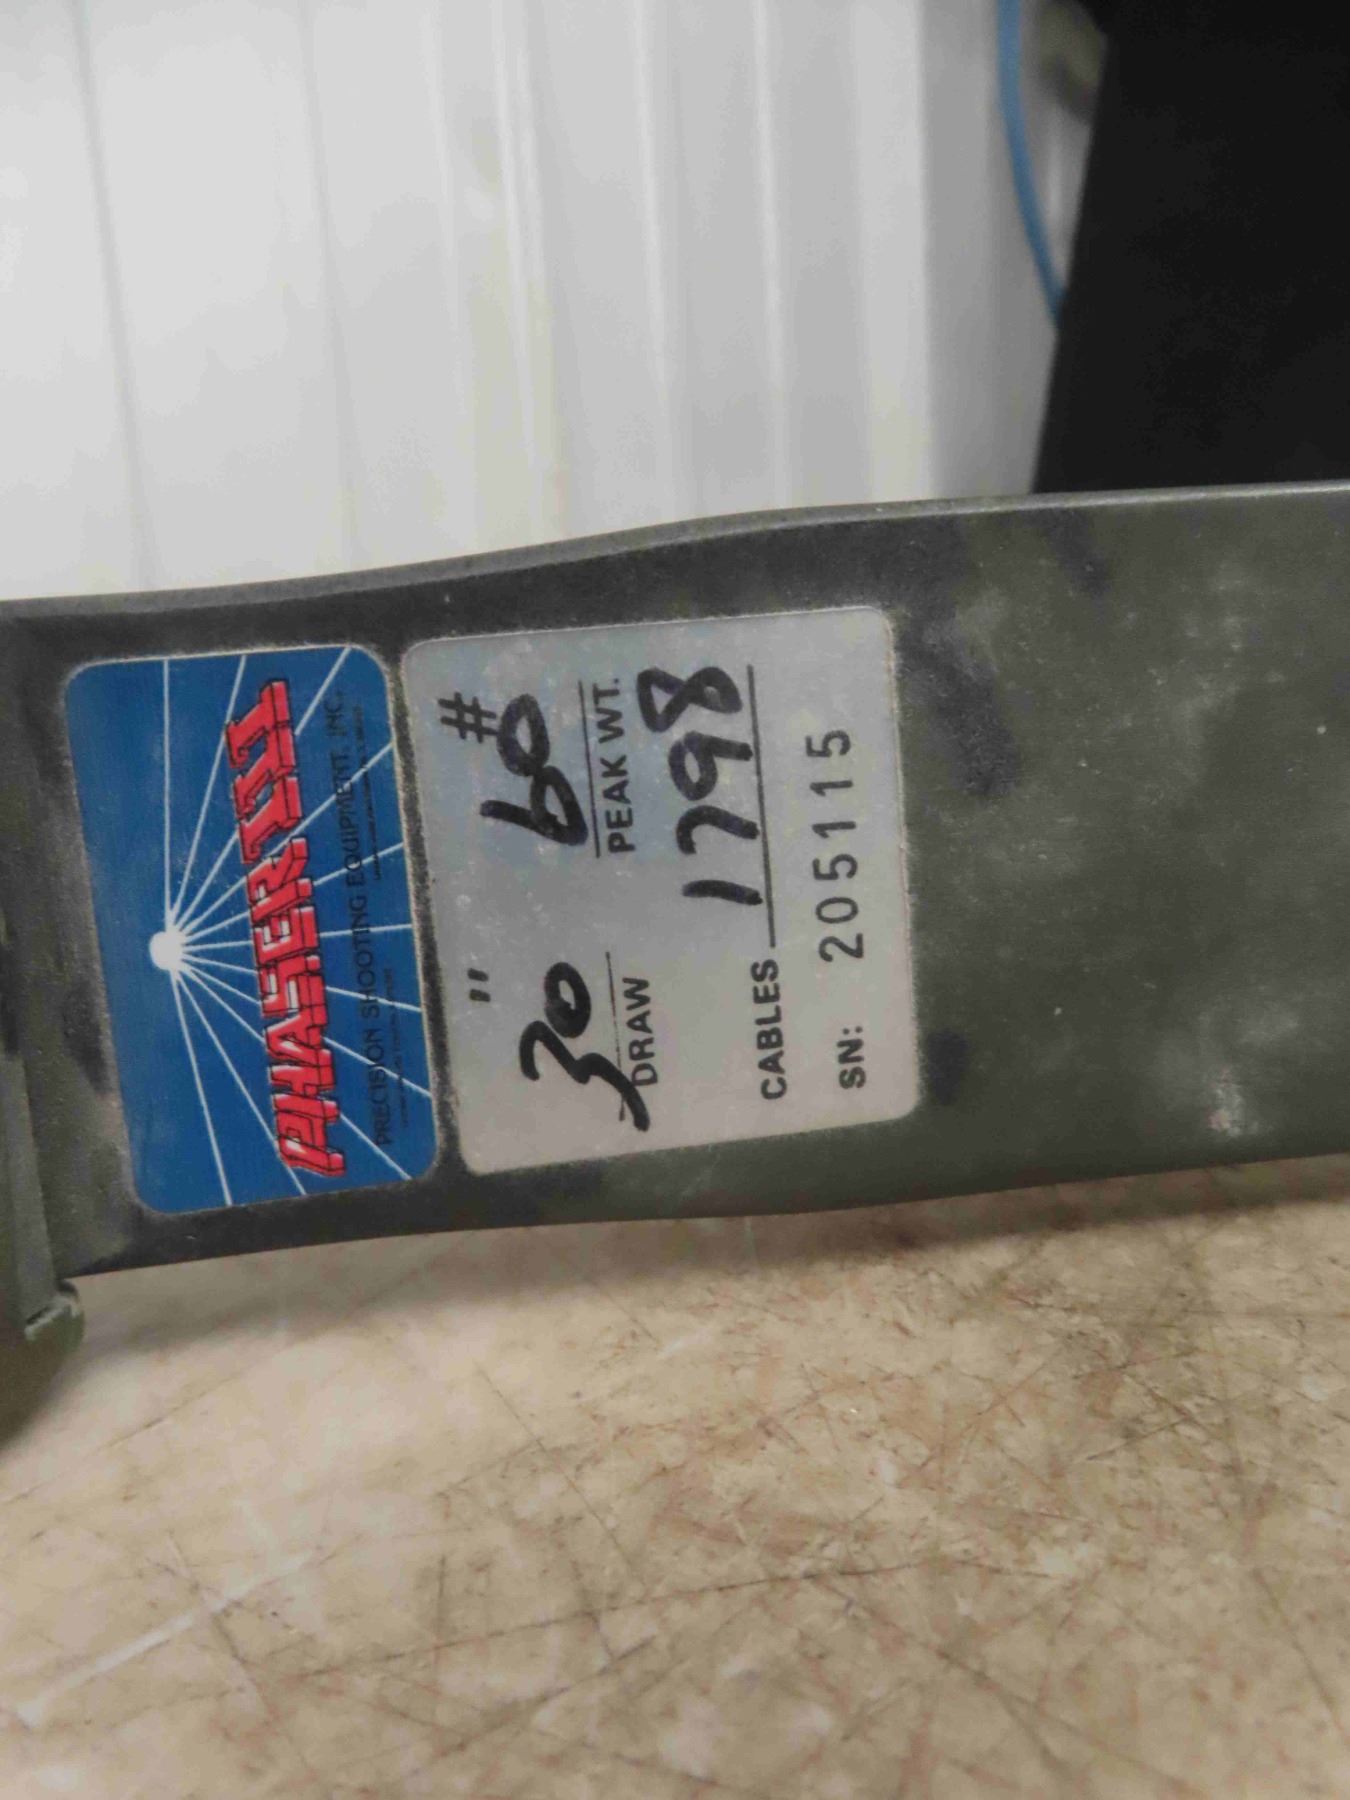 PHASER III
PRECISION SHOOTING EQUIPMENT, INC.
30" 60#
DRAW PEAK WT.
CABLES 1798
SN: 205115